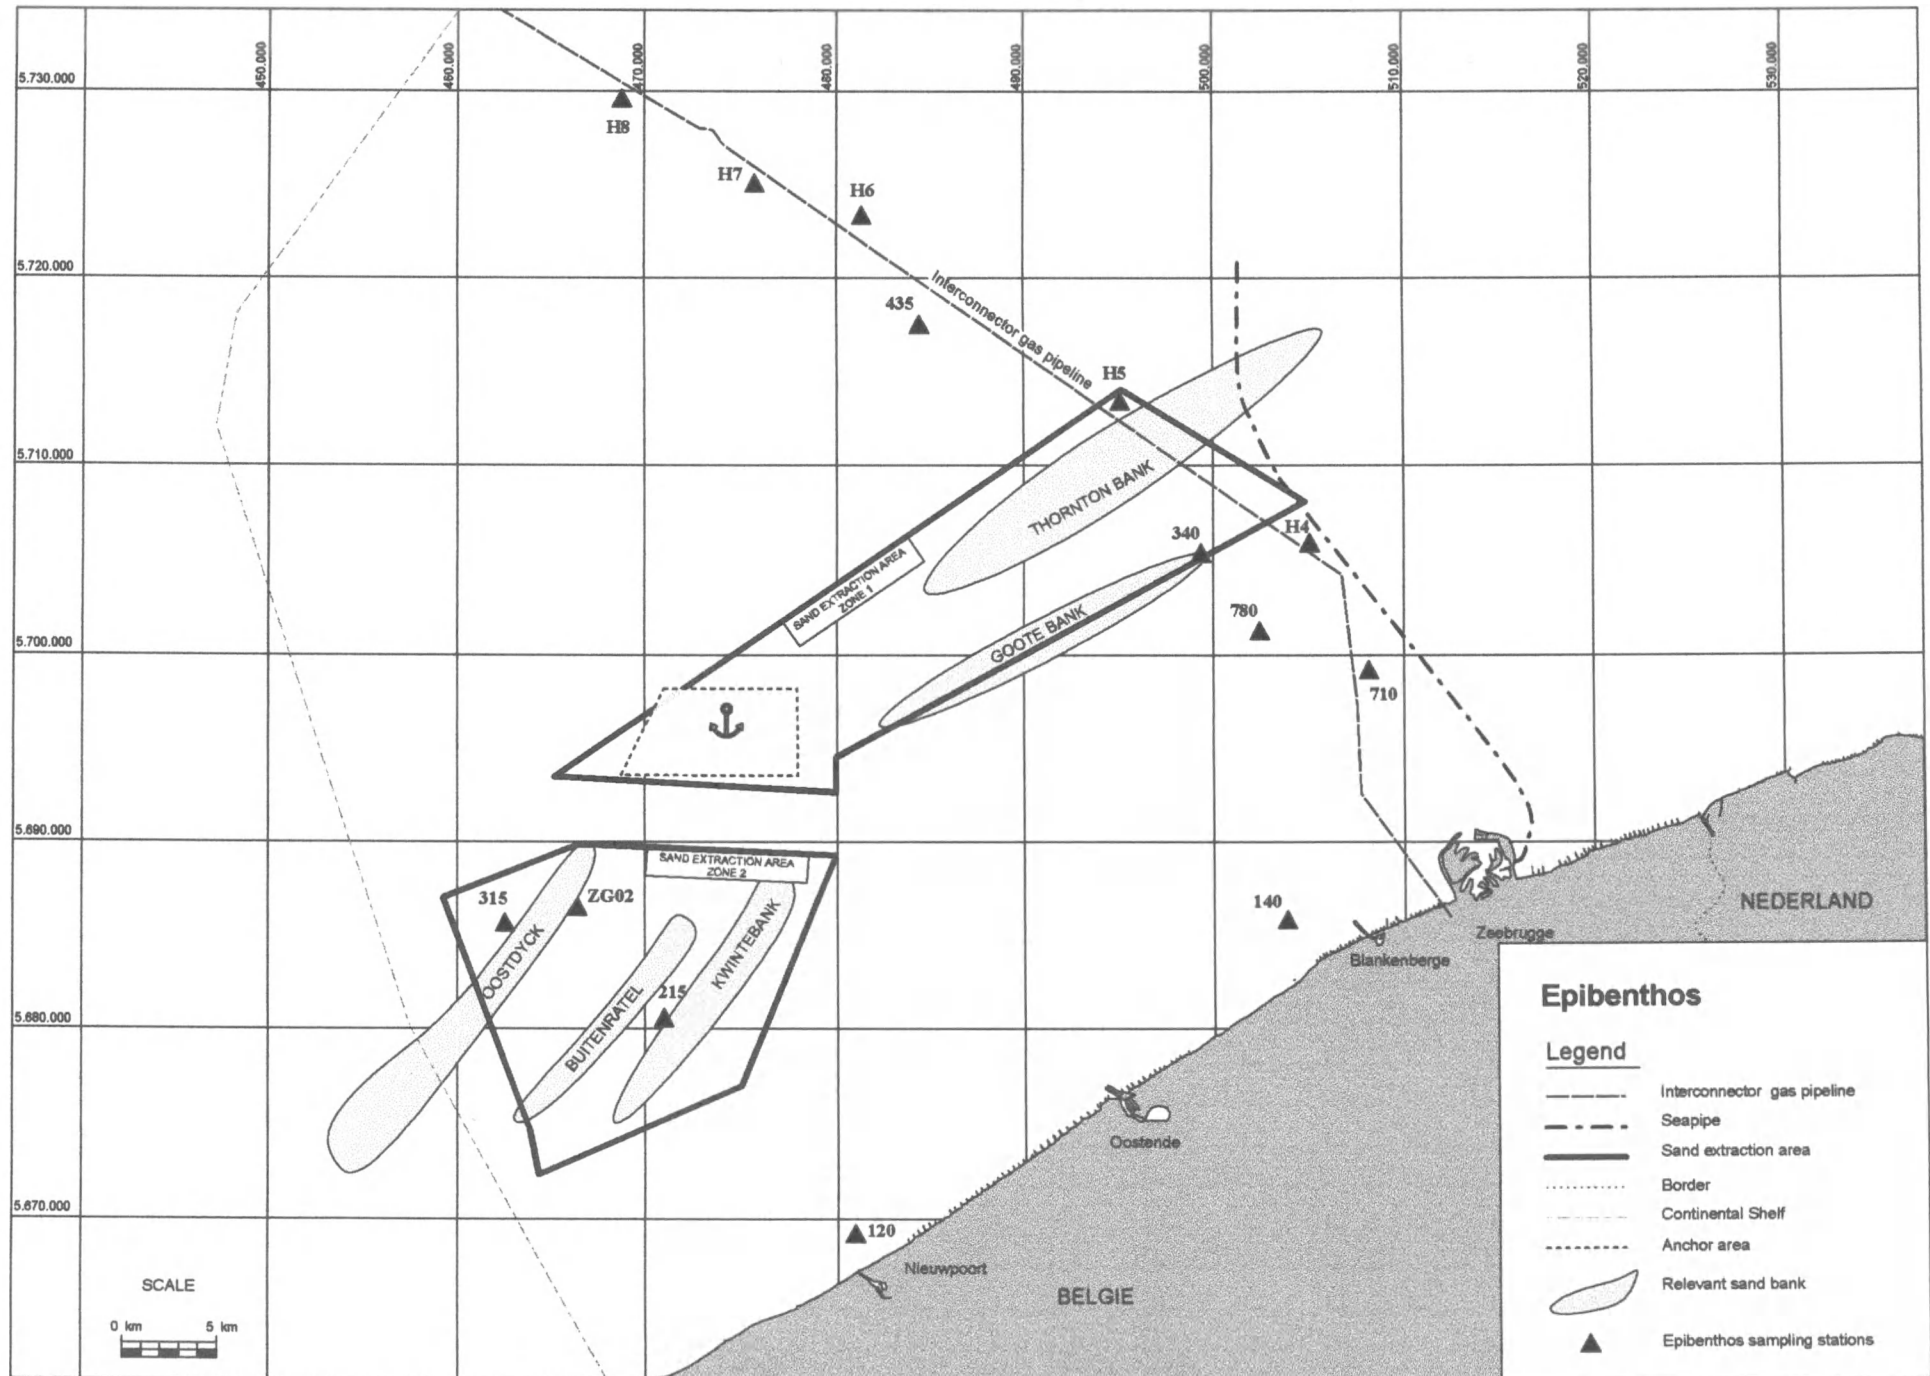 450.000
460.000
470.000
480.000
490.000
500.000
510.000
520.000
530.000
5.730.000
H8
H7
H6
5.720.000
435
Interconnector gas pipeline
H5
5.710.000
THORNTON BANK
340
H4
SAND EXTRACTION AREA
ZONE 1
780
GOOTE BANK
5.700.000
710
5.690.000
SAND EXTRACTION AREA
ZONE 2
315
ZG02
OOSTDYCK
KWINTEBANK
215
BUITENRATEL
140
NEDERLAND
Zeebrugge
Blankenberge
5.680.000
Oostende
5.670.000
120
Nieuwpoort
BELGIE
SCALE
0 km
5 km
Epibenthos
Legend
Interconnector gas pipeline
Seapipe
Sand extraction area
Border
Continental Shelf
Anchor area
Relevant sand bank
Epibenthos sampling stations